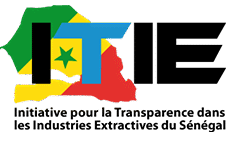 ITIE
Initiative pour la Transparence dans
les Industries Extractives du Sénégal